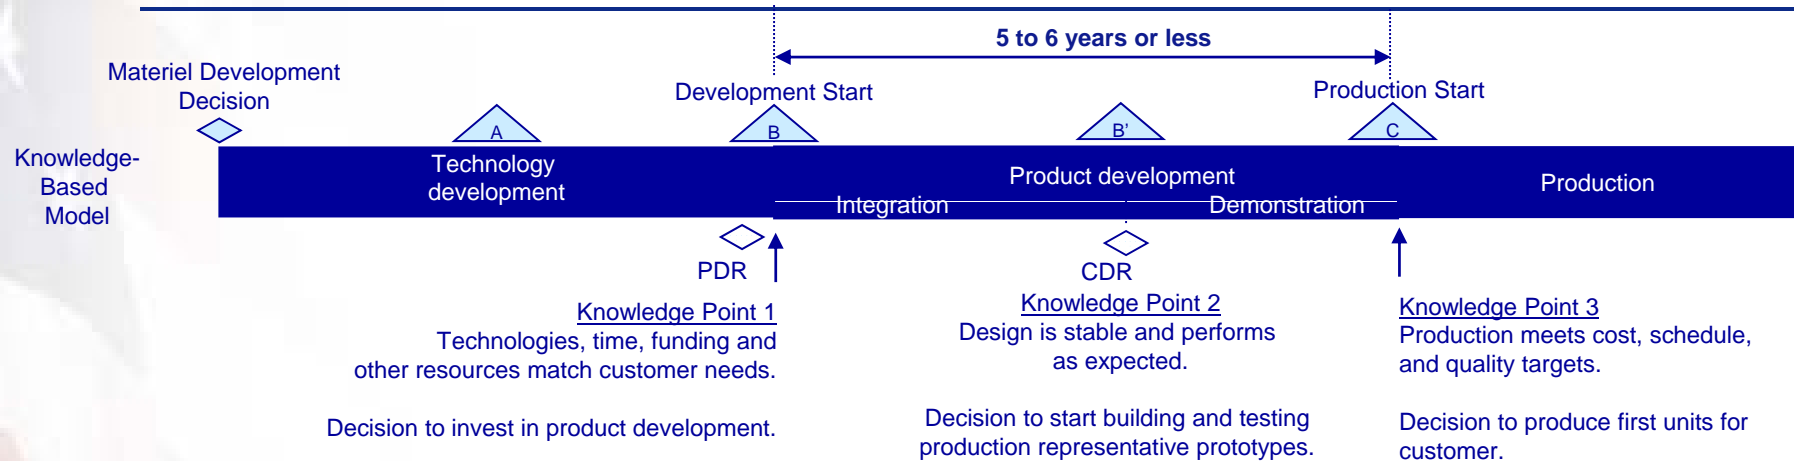 5 to 6 years or less
Materiel Development
Decision
Development Start
Production Start
A
B
B'
C
Knowledge-
Based
Model
Technology
development
Product development
Production
Integration
Demonstration
PDR
CDR
Knowledge Point 1
Technologies, time, funding and
other resources match customer needs.
Decision to invest in product development.
Knowledge Point 2
Design is stable and performs
as expected.
Decision to start building and testing
production representative prototypes.
Knowledge Point 3
Production meets cost, schedule,
and quality targets.
Decision to produce first units for
customer.